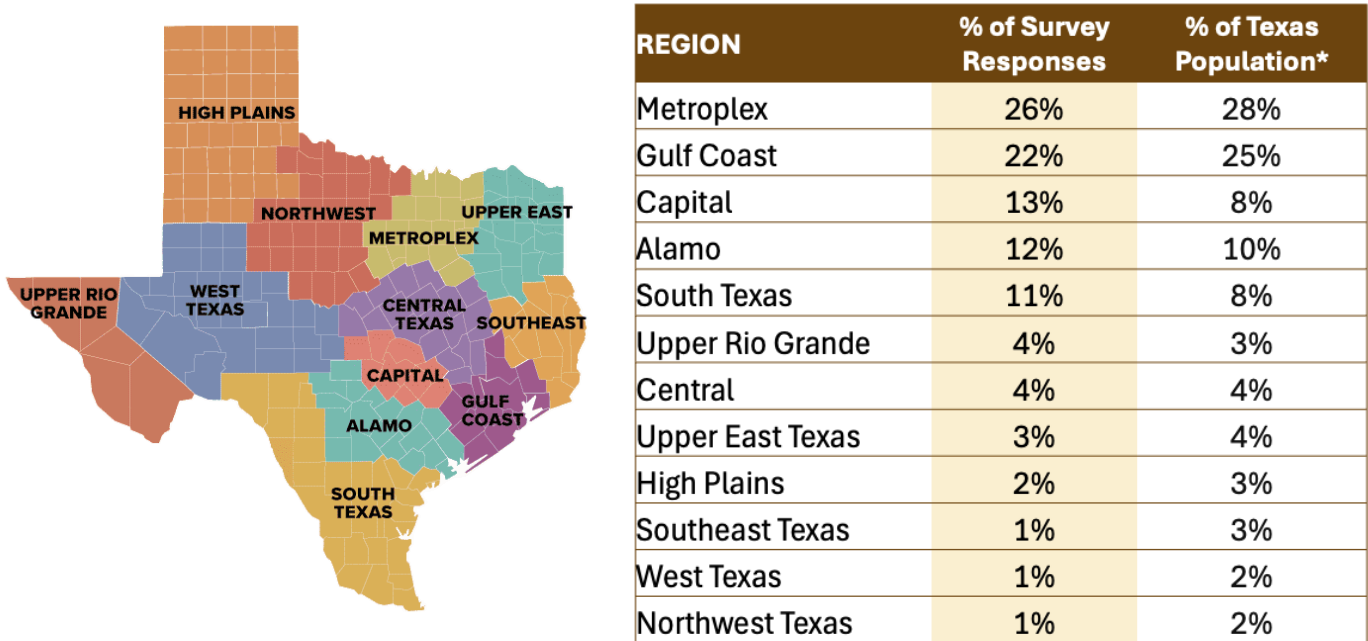 HIGH PLAINS
NORTHWEST
UPPER EAST
METROPLEX
UPPER RIO
GRANDE
WEST
TEXAS
CENTRAL
TEXAS
SOUTHEAST
CAPITAL
GULF
COAST
ALAMO
SOUTH
TEXAS
REGION % of Survey Responses % of Texas Population*
Metroplex 26% 28%
Gulf Coast 22% 25%
Capital 13% 8%
Alamo 12% 10%
South Texas 11% 8%
Upper Rio Grande 4% 3%
Central 4% 4%
Upper East Texas 3% 4%
High Plains 2% 3%
Southeast Texas 1% 3%
West Texas 1% 2%
Northwest Texas 1% 2%